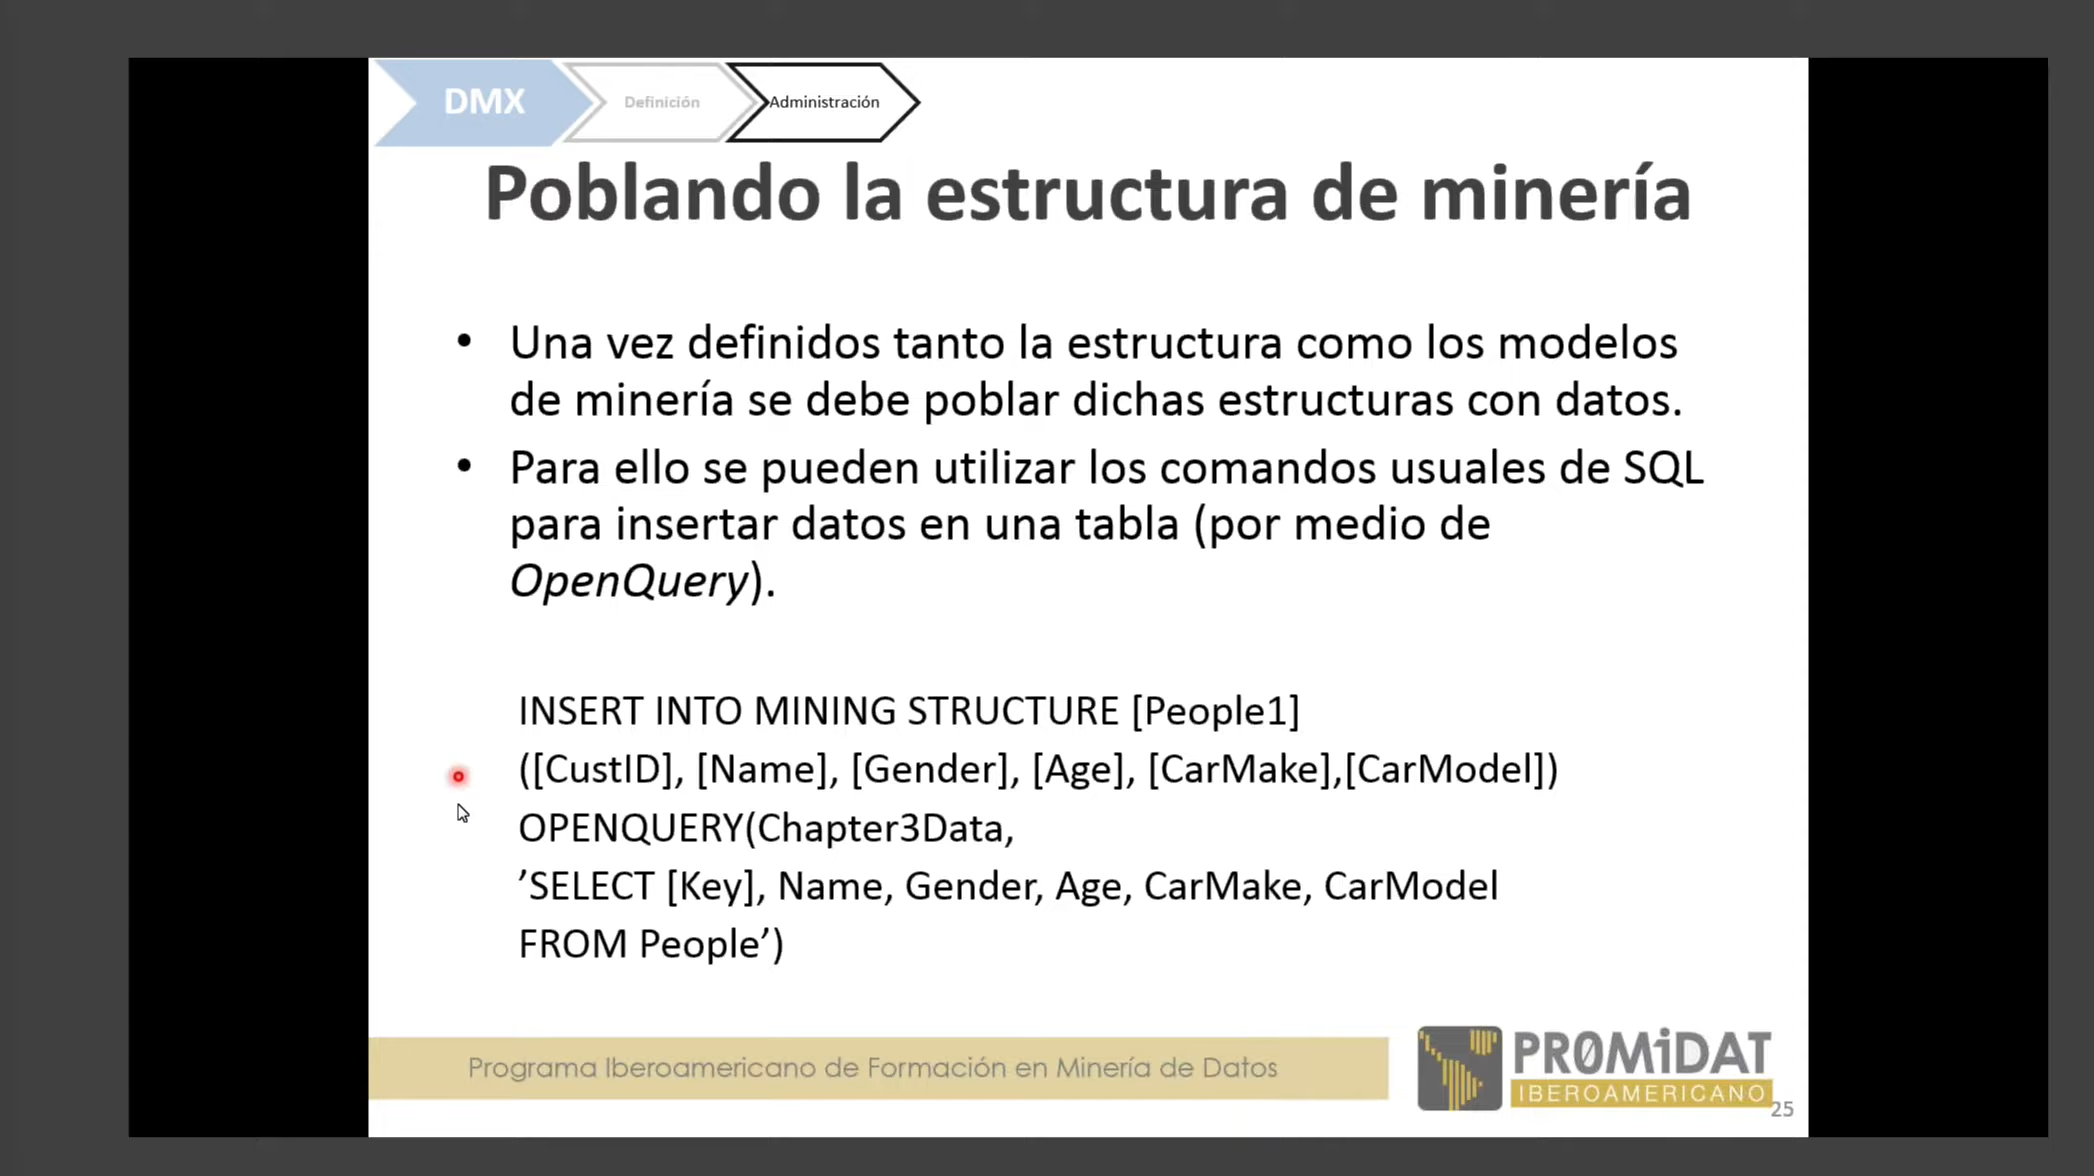 DMX
Definición
Administración
Poblando la estructura de minería
• Una vez definidos tanto la estructura como los modelos
de minería se debe poblar dichas estructuras con datos.
• Para ello se pueden utilizar los comandos usuales de SQL
para insertar datos en una tabla (por medio de
OpenQuery).
INSERT INTO MINING STRUCTURE [People1]
([CustID], [Name], [Gender], [Age], [CarMake],[CarModel])
OPENQUERY(Chapter3Data,
’SELECT [Key], Name, Gender, Age, CarMake, CarModel
FROM People’)
Programa Iberoamericano de Formación en Minería de Datos
PR0MiDAT
IBEROAMERICANO
25